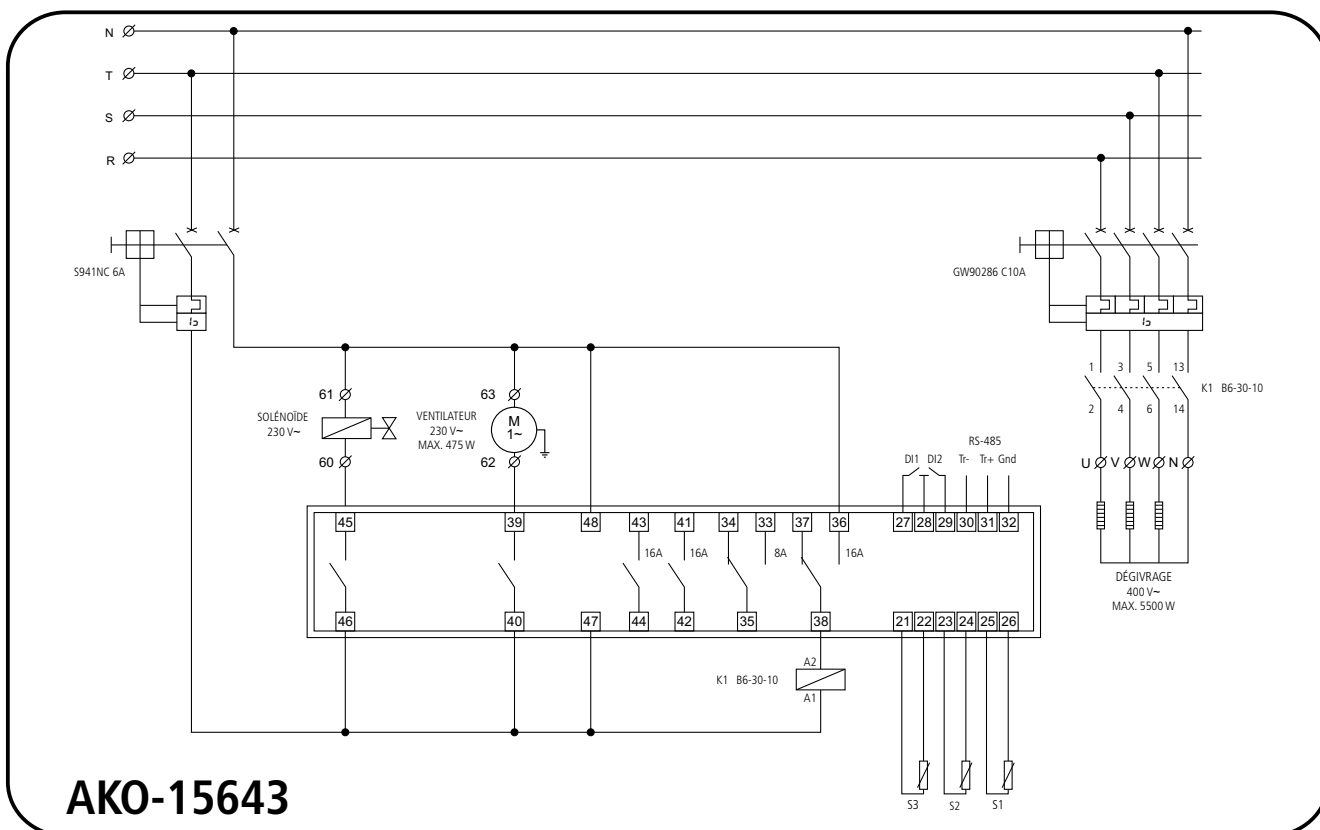 N
T
S
R
S941NC 6A
GW90286 C10A
I
I
1 3 5 13
K1 B6-30-10
2 4 6 14
61
63
SOLÉNOÏDE
230 V~
VENTILATEUR
230 V~
MAX. 475 W
M
1~
60
62
RS-485
DI1 DI2 Tr- Tr+ Gnd
U V W N
45 39 48 43 41 34 33 37 36 27 28 29 30 31 32
16A 16A 8A 16A
DÉGIVRAGE
400 V~
MAX. 5500 W
46 40 47 44 42 35 38 21 22 23 24 25 26
A2
K1 B6-30-10
A1
S3 S2 S1
AKO-15643